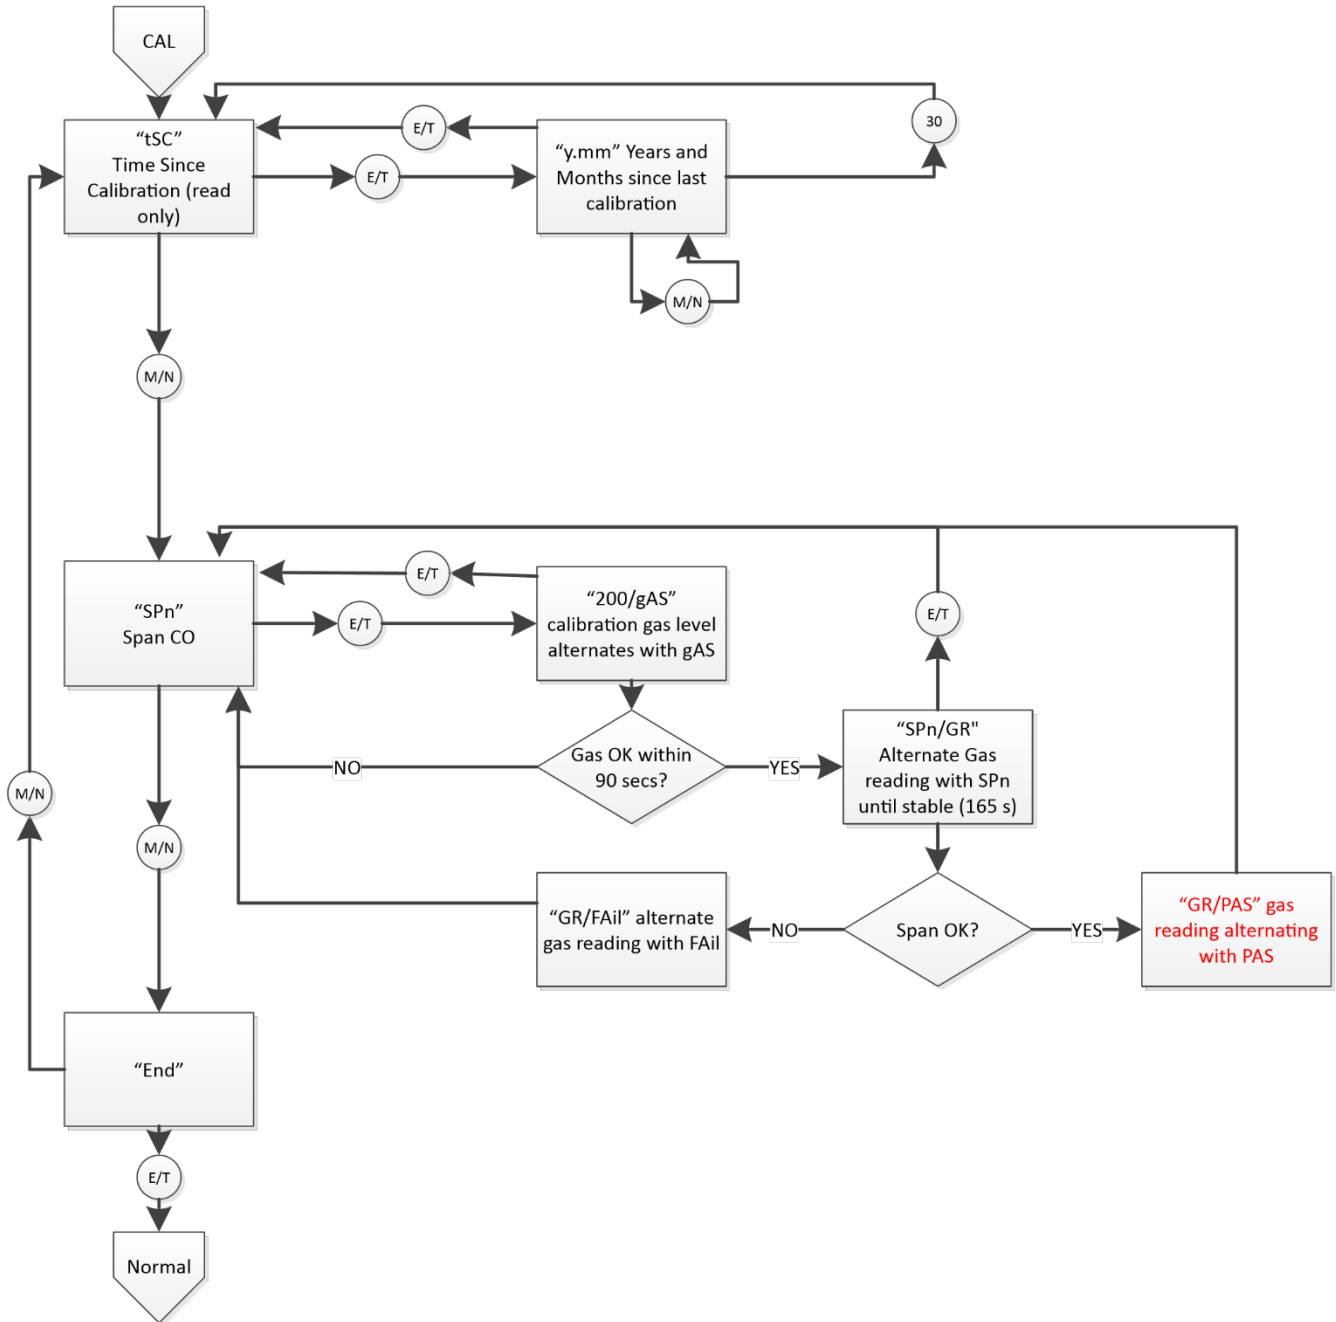 CAL
30
E/T
“tSC”
Time Since
Calibration (read
only)
E/T
“y.mm” Years and
Months since last
calibration
M/N
M/N
“SPn”
Span CO
E/T
E/T
“200/gAS”
calibration gas level
alternates with gAS
E/T
Gas OK within
90 secs?
NO
YES
“SPn/GR"
Alternate Gas
reading with SPn
until stable (165 s)
M/N
M/N
“GR/FAil” alternate
gas reading with FAil
NO
Span OK?
YES
“GR/PAS” gas
reading alternating
with PAS
“End”
E/T
Normal